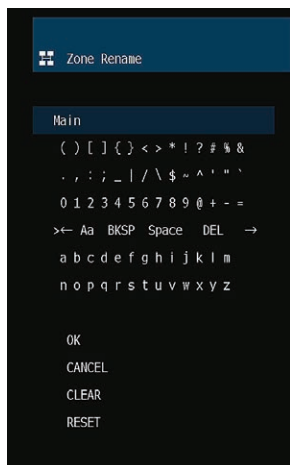 Zone Rename
Main
( ) [ ] { } < > * ! ? # % &
. , : ; _ | / \ $ ~ ^ ' " `
0 1 2 3 4 5 6 7 8 9 @ + - =
>← Aa BKSP Space DEL →
a b c d e f g h i j k l m
n o p q r s t u v w x y z
OK
CANCEL
CLEAR
RESET